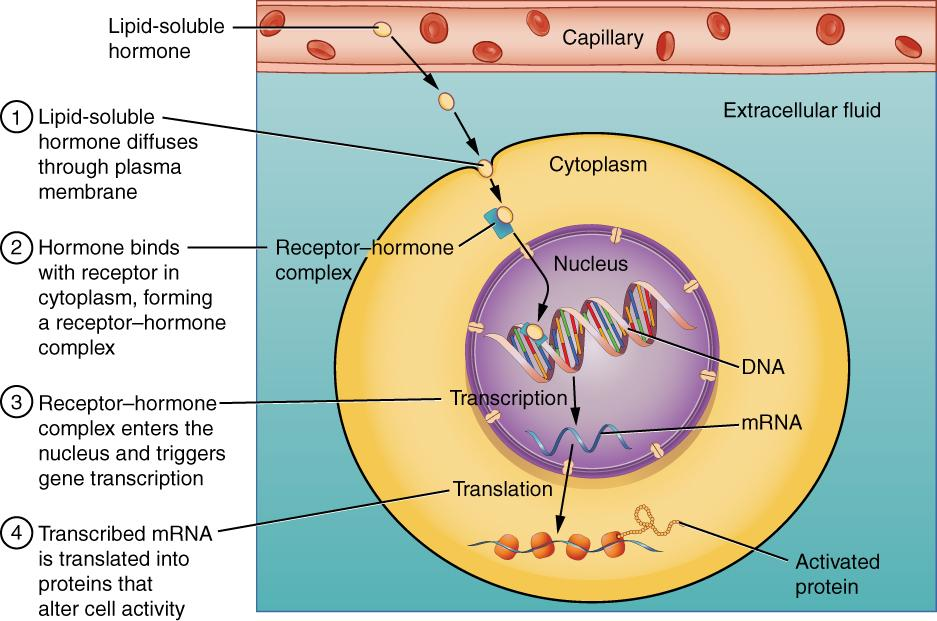 Lipid-soluble
hormone
Capillary
Extracellular fluid
1 Lipid-soluble
hormone diffuses
through plasma
membrane
Cytoplasm
2 Hormone binds
with receptor in
cytoplasm, forming
a receptor–hormone
complex
Receptor–hormone
complex
Nucleus
DNA
3 Receptor–hormone
complex enters the
nucleus and triggers
gene transcription
Transcription
mRNA
Translation
4 Transcribed mRNA
is translated into
proteins that
alter cell activity
Activated
protein